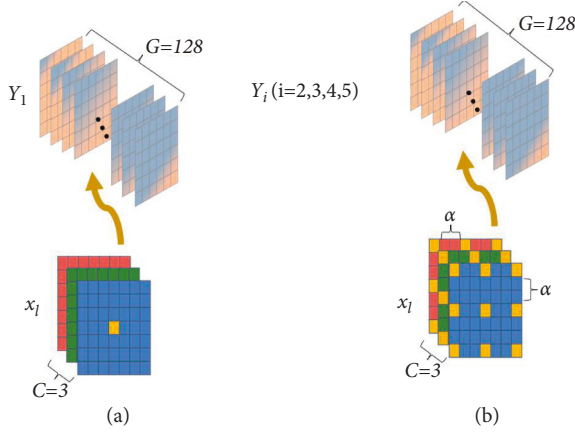 G=128
Y1
xl
C=3
(a)
G=128
Yi (i=2,3,4,5)
α
α
xl
C=3
(b)